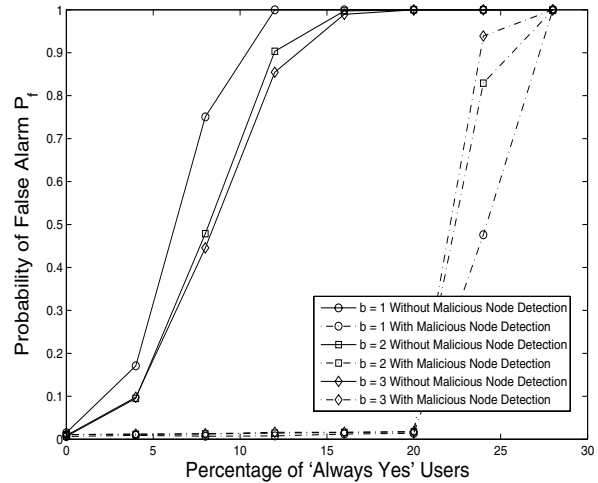 1
0.9
0.8
0.7
0.6
0.5
0.4
0.3
0.2
0.1
0
Probability of False Alarm P_f
b = 1 Without Malicious Node Detection
b = 1 With Malicious Node Detection
b = 2 Without Malicious Node Detection
b = 2 With Malicious Node Detection
b = 3 Without Malicious Node Detection
b = 3 With Malicious Node Detection
0 5 10 15 20 25 30
Percentage of ‘Always Yes’ Users